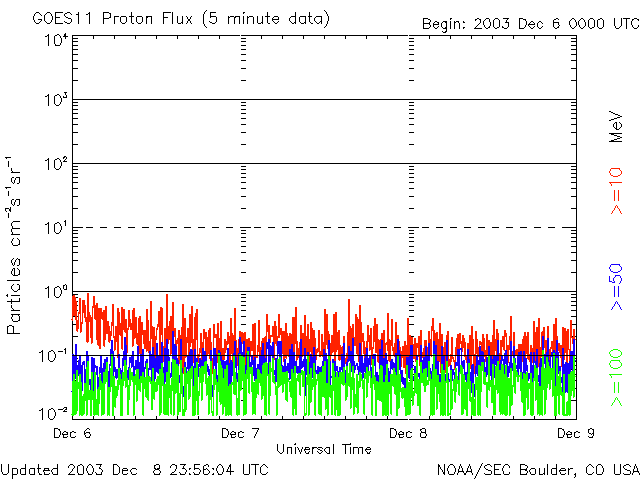 GOES11 Proton Flux (5 minute data)
Begin: 2003 Dec 6 0000 UTC
Particles cm⁻²s⁻¹sr⁻¹
10⁴
10³
10²
10¹
10⁰
10⁻¹
10⁻²
Dec 6
Dec 7
Dec 8
Dec 9
Universal Time
MeV
>=10
>=50
>=100
Updated 2003 Dec 8 23:56:04 UTC
NOAA/SEC Boulder, CO USA